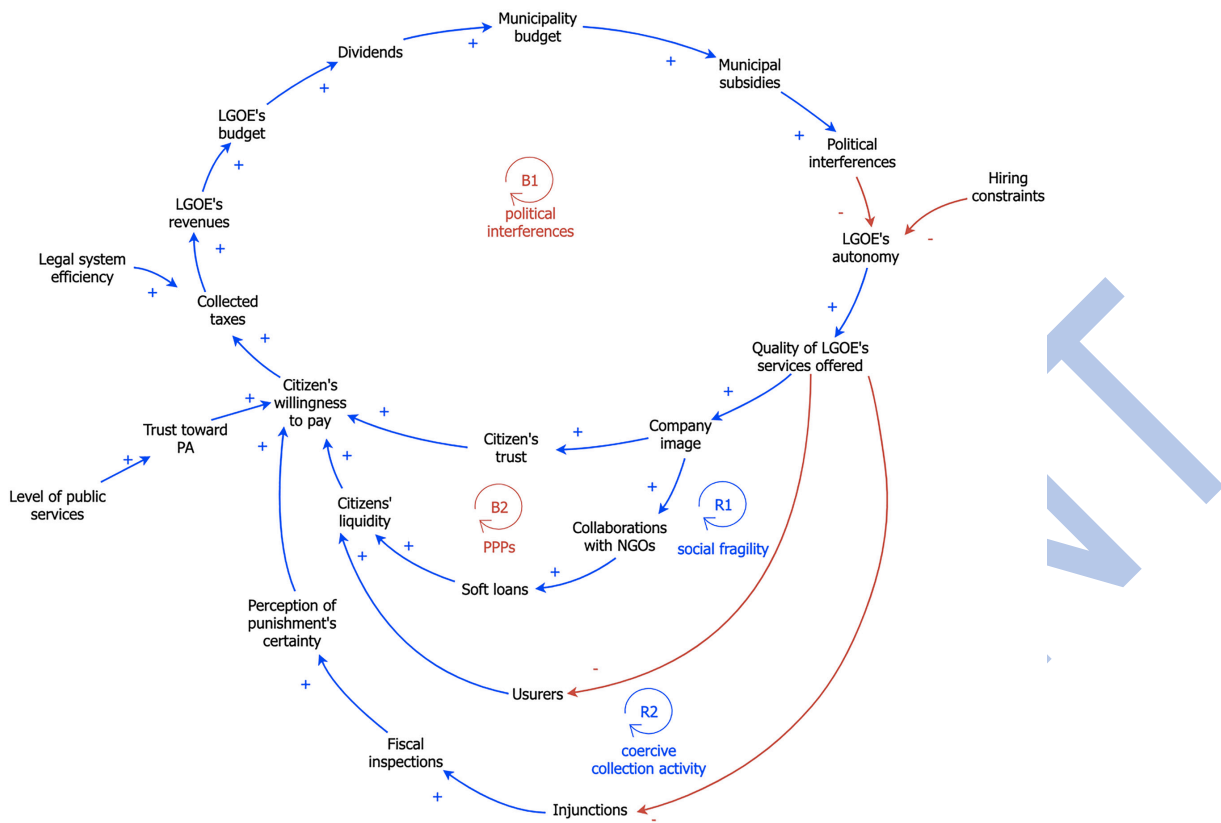 Municipality
budget
+
Dividends
+
Municipal
subsidies
+
+
LGOE's
budget
+
Political
interferences
B1
political
interferences
Hiring
constraints
-
-
LGOE's
revenues
+
LGOE's
autonomy
Legal system
efficiency
+
Collected
taxes
+
+
Quality of LGOE's
services offered
Citizen's
willingness
to pay
+
+
+
Trust toward
PA
+
Company
image
+
Citizen's
trust
+
+
+
Level of public
services
+
Citizens'
liquidity
B2
PPPs
R1
social fragility
Collaborations
with NGOs
+
+
+
Soft loans
Perception of
punishment's
certainty
+
-
Usurers
R2
coercive
collection activity
Fiscal
inspections
+
Injunctions
-